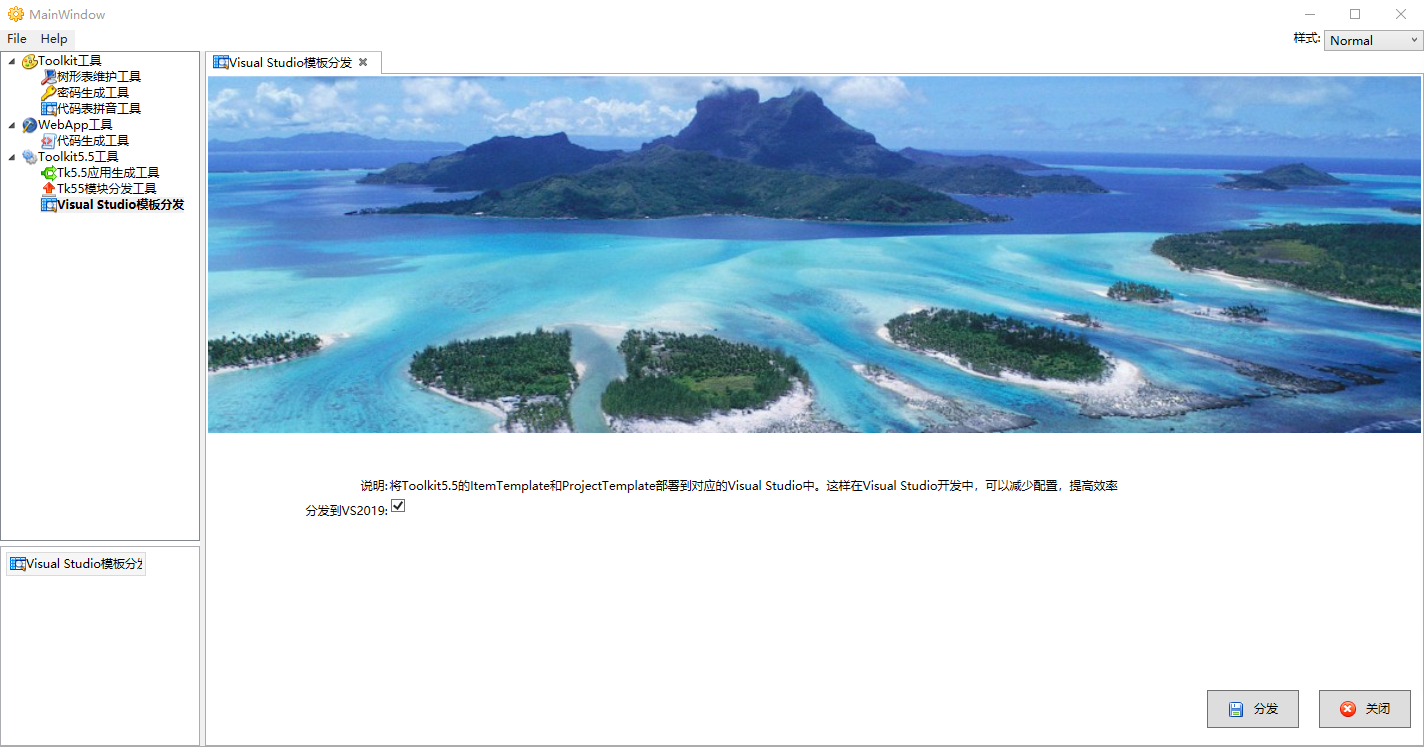 MainWindow
File Help
样式: Normal
Toolkit工具
树形表维护工具
密码生成工具
代码表拼音工具
WebApp工具
代码生成工具
Toolkit5.5工具
Tk5.5应用生成工具
Tk55模块分发工具
Visual Studio模板分发
Visual Studio模板分发
说明: 将Toolkit5.5的ItemTemplate和ProjectTemplate部署到对应的Visual Studio中。这样在Visual Studio开发中，可以减少配置，提高效率
分发到VS2019:
Visual Studio模板分
分发
关闭